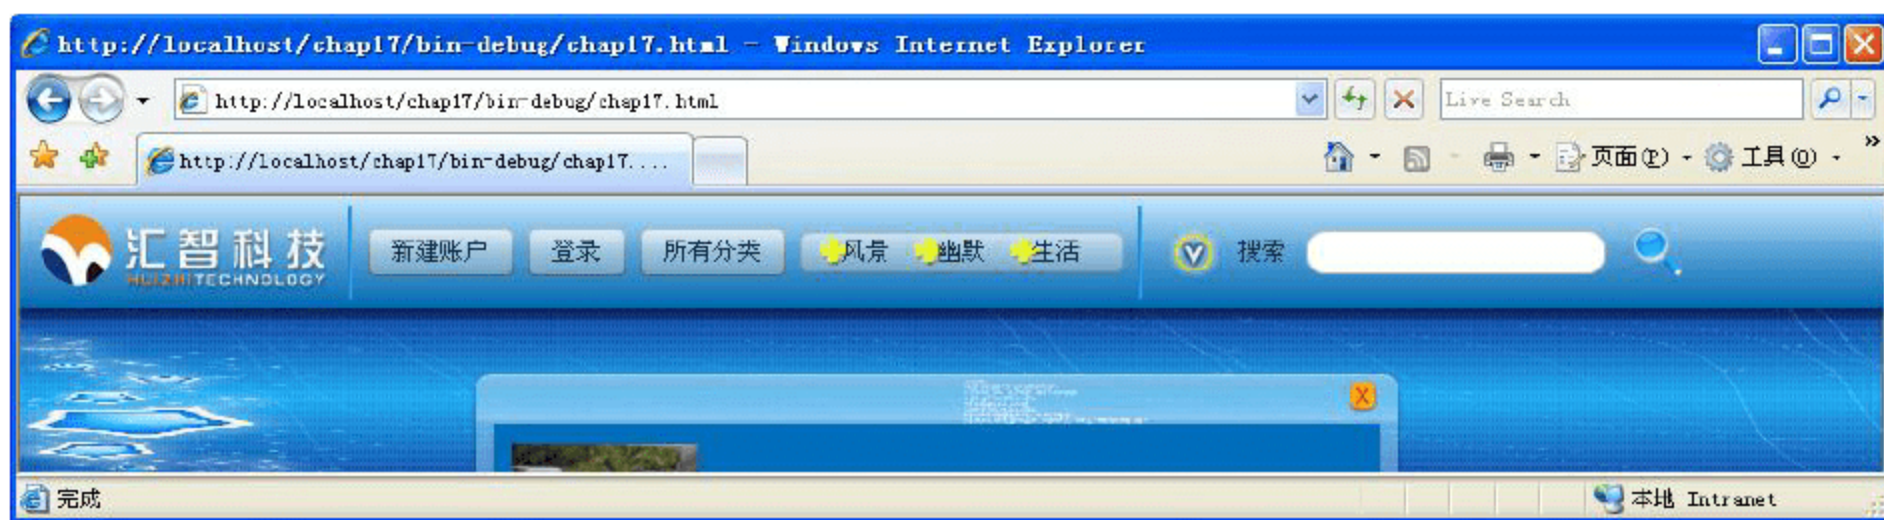 http://localhost/chap17/bin-debug/chap17.html - Windows Internet Explorer
http://localhost/chap17/bin-debug/chap17.html
Live Search
http://localhost/chap17/bin-debug/chap17....
页面(P)
工具(O)
»
汇智科技
HUIZHITECHNOLOGY
新建账户 登录 所有分类 风景 幽默 生活 搜索
X
完成
本地 Intranet